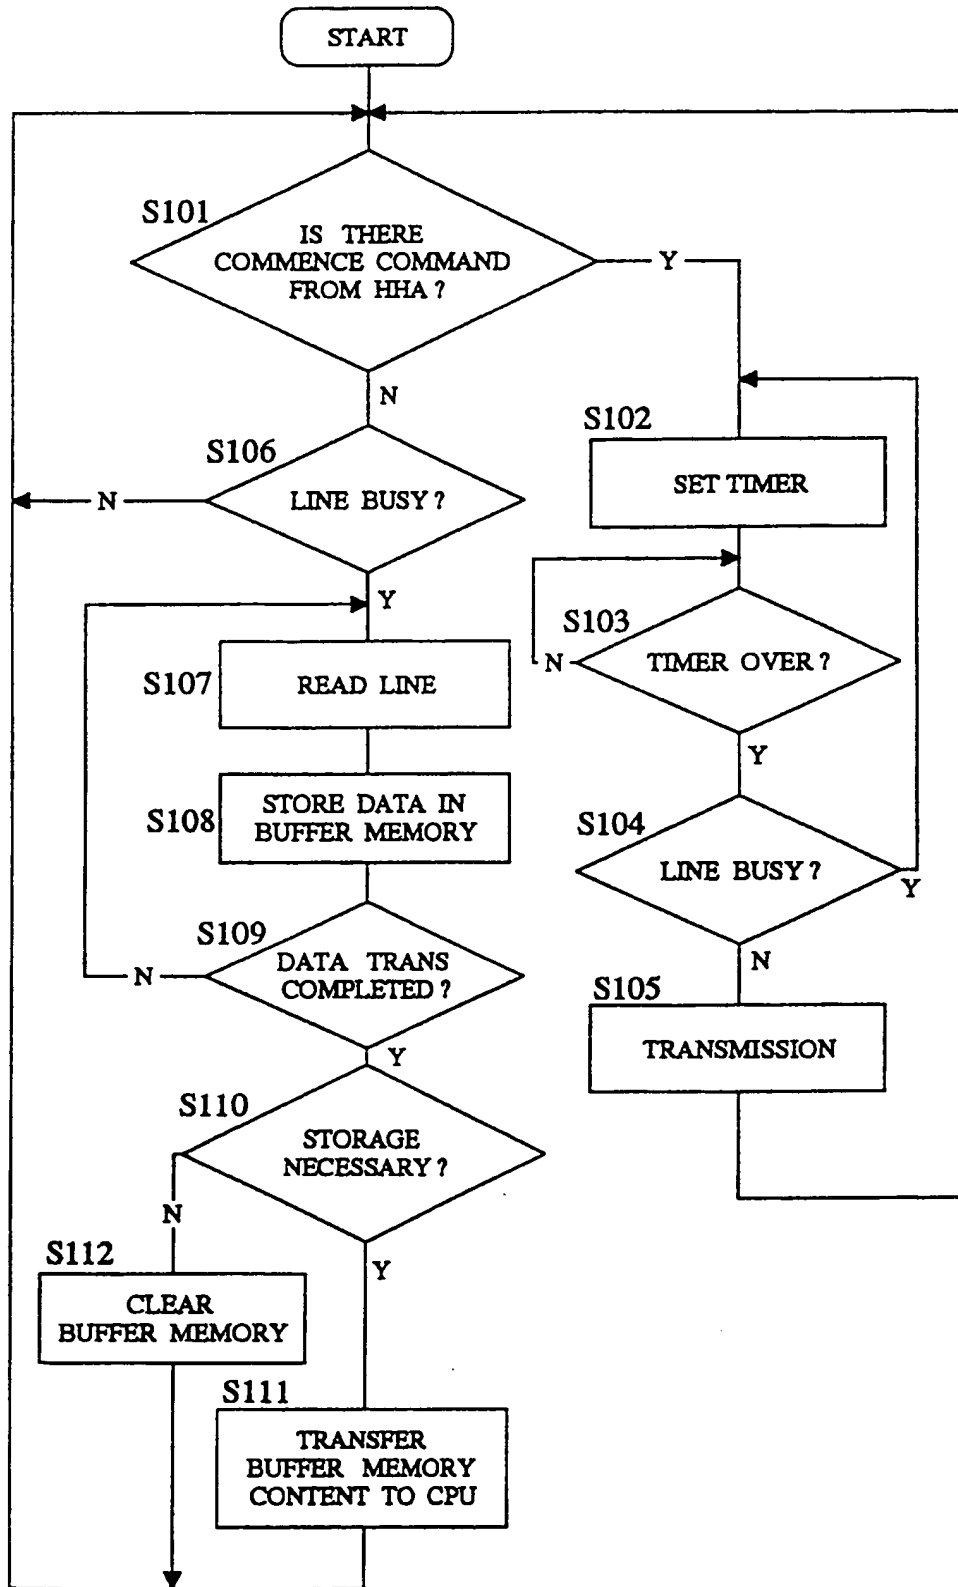 START
S101
IS THERE
COMMENCE COMMAND
FROM HHA ?
Y
N
S106
LINE BUSY ?
N
Y
S102
SET TIMER
S103
TIMER OVER ?
N
Y
S107
READ LINE
S108
STORE DATA IN
BUFFER MEMORY
S104
LINE BUSY ?
Y
N
S109
DATA TRANS
COMPLETED ?
N
Y
S105
TRANSMISSION
S110
STORAGE
NECESSARY ?
N
Y
S112
CLEAR
BUFFER MEMORY
S111
TRANSFER
BUFFER MEMORY
CONTENT TO CPU